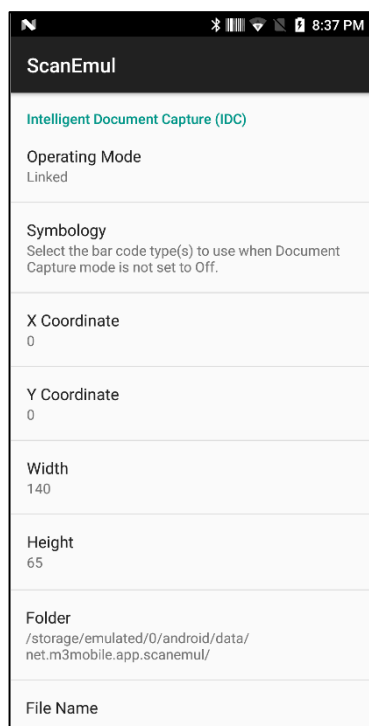 8:37 PM
ScanEmul
Intelligent Document Capture (IDC)
Operating Mode
Linked
Symbology
Select the bar code type(s) to use when Document
Capture mode is not set to Off.
X Coordinate
0
Y Coordinate
0
Width
140
Height
65
Folder
/storage/emulated/0/android/data/
net.m3mobile.app.scanemul/
File Name